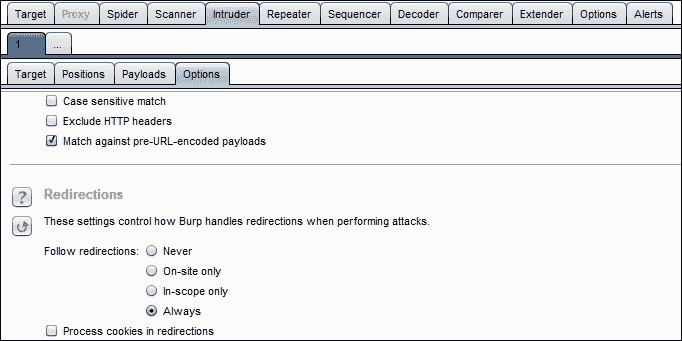 Target Proxy Spider Scanner Intruder Repeater Sequencer Decoder Comparer Extender Options Alerts
1 ...
Target Positions Payloads Options
Case sensitive match
Exclude HTTP headers
Match against pre-URL-encoded payloads
? Redirections
These settings control how Burp handles redirections when performing attacks.
Follow redirections: Never
On-site only
In-scope only
Always
Process cookies in redirections